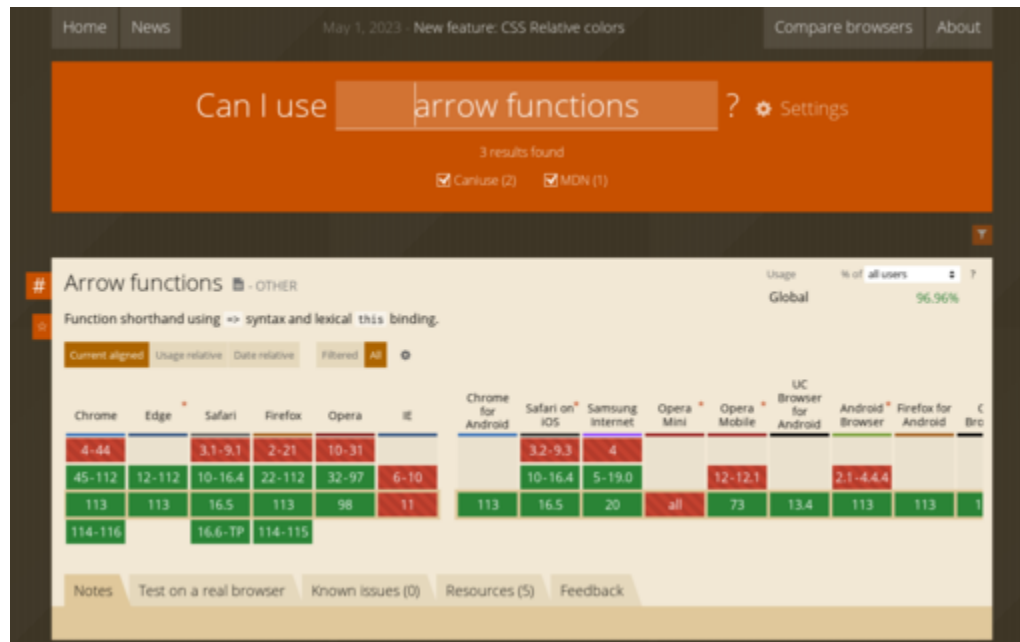 Home News May 1, 2023 - New feature: CSS Relative colors Compare browsers About
Can I use arrow functions ? Settings
3 results found
Caniuse (2) MDN (1)
# Arrow functions - OTHER
Usage % of all users ?
Global 96.96%
Function shorthand using => syntax and lexical this binding.
Current aligned Usage relative Date relative Filtered All
Chrome Edge * Safari Firefox Opera IE Chrome for Android Safari on iOS * Samsung Internet Opera Mini * Opera Mobile * UC Browser for Android Android Browser * Firefox for Android
4-44 3.1-9.1 2-21 10-31 3.2-9.3 4
45-112 12-112 10-16.4 22-112 32-97 6-10 10-16.4 5-19.0 12-12.1 2.1-4.4.4
113 113 16.5 113 98 11 113 16.5 20 all 73 13.4 113 113
114-116 16.6-TP 114-115
Notes Test on a real browser Known issues (0) Resources (5) Feedback